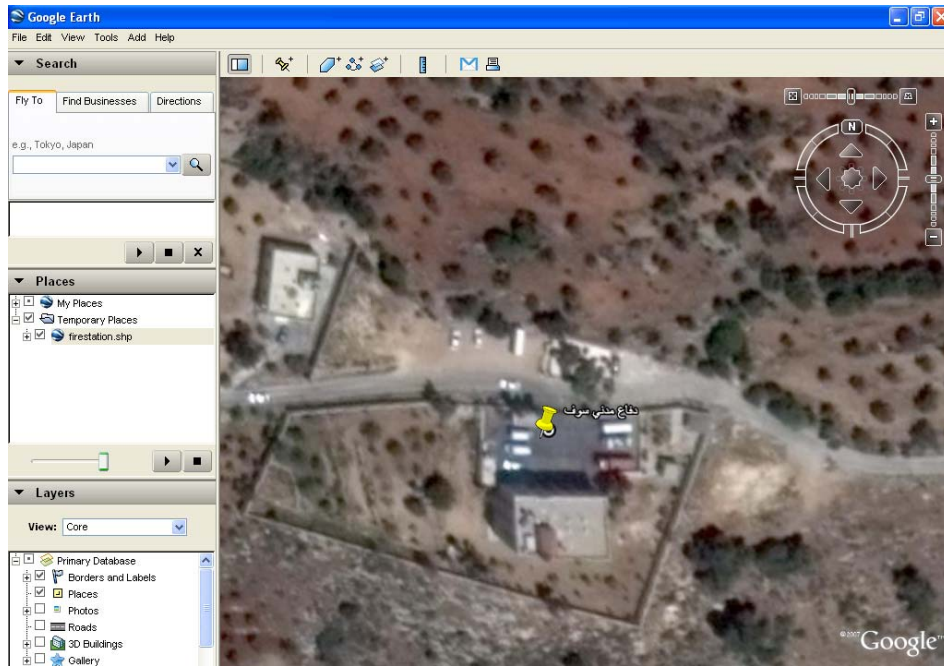 Google Earth
File Edit View Tools Add Help
Search
Fly To Find Businesses Directions
e.g., Tokyo, Japan
Places
My Places
Temporary Places
firestation.shp
Layers
View: Core
Primary Database
Borders and Labels
Places
Photos
Roads
3D Buildings
Gallery
N
دفاع مدني سوف
©2007 Google™